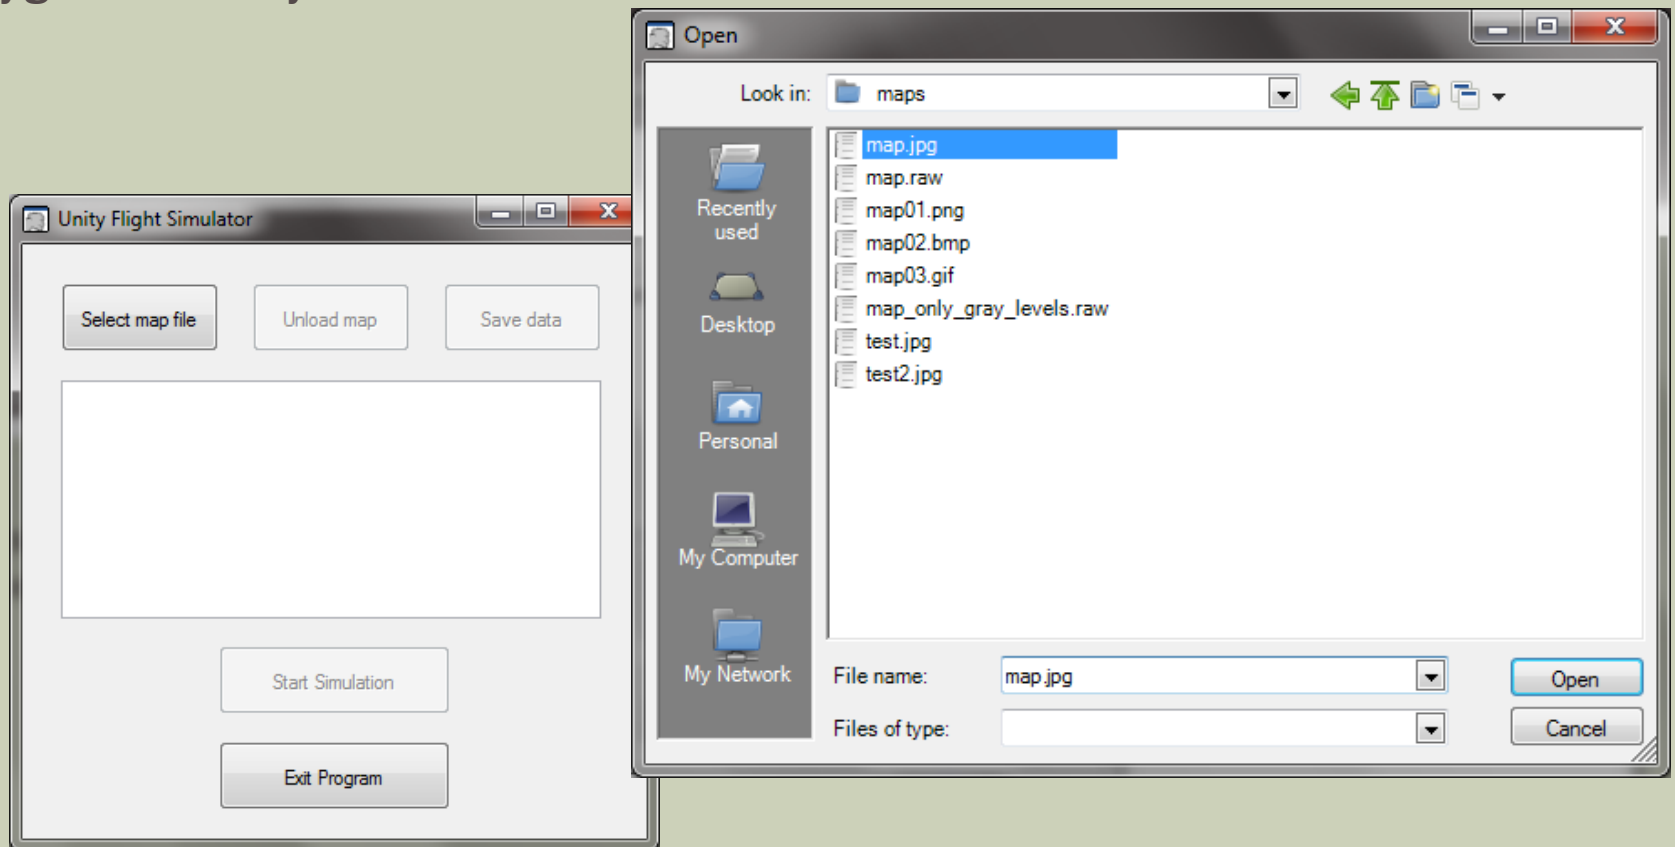 Unity Flight Simulator
Select map file
Unload map
Save data
Start Simulation
Exit Program
Open
Look in:
maps
Recently
used
Desktop
Personal
My Computer
My Network
map.jpg
map.raw
map01.png
map02.bmp
map03.gif
map_only_gray_levels.raw
test.jpg
test2.jpg
File name:
map.jpg
Open
Files of type:
Cancel